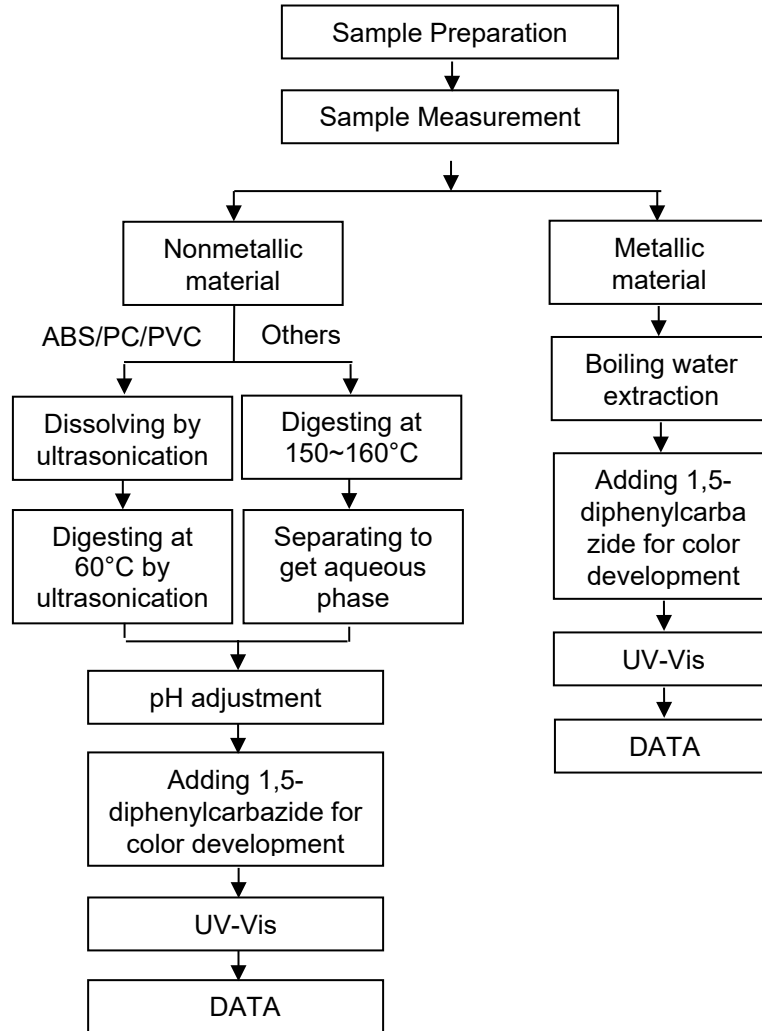 Sample Preparation
Sample Measurement
Nonmetallic
material
Metallic
material
ABS/PC/PVC
Others
Dissolving by
ultrasonication
Digesting at
150~160°C
Boiling water
extraction
Digesting at
60°C by
ultrasonication
Separating to
get aqueous
phase
Adding 1,5-
diphenylcarba
zide for color
development
pH adjustment
UV-Vis
DATA
Adding 1,5-
diphenylcarbazide for
color development
UV-Vis
DATA